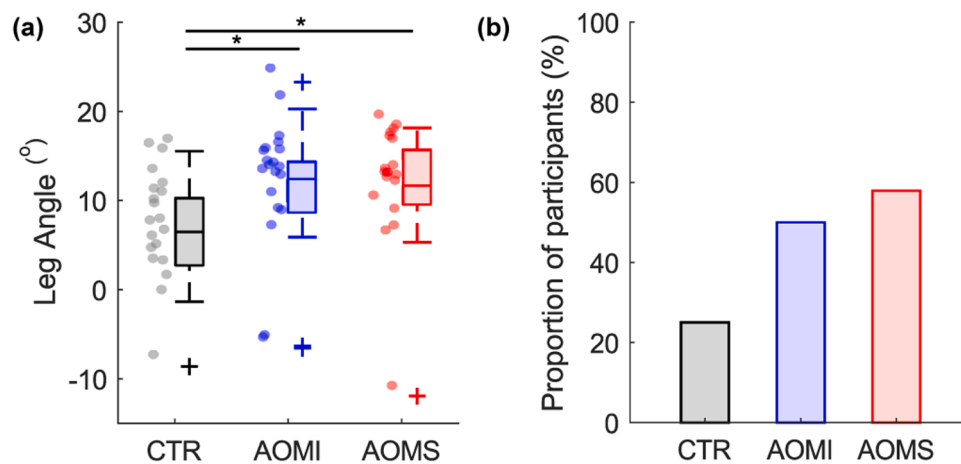 (a)
Leg Angle (°)
30
20
10
0
-10
*
*
CTR
AOMI
AOMS
(b)
Proportion of participants (%)
100
80
60
40
20
0
CTR
AOMI
AOMS